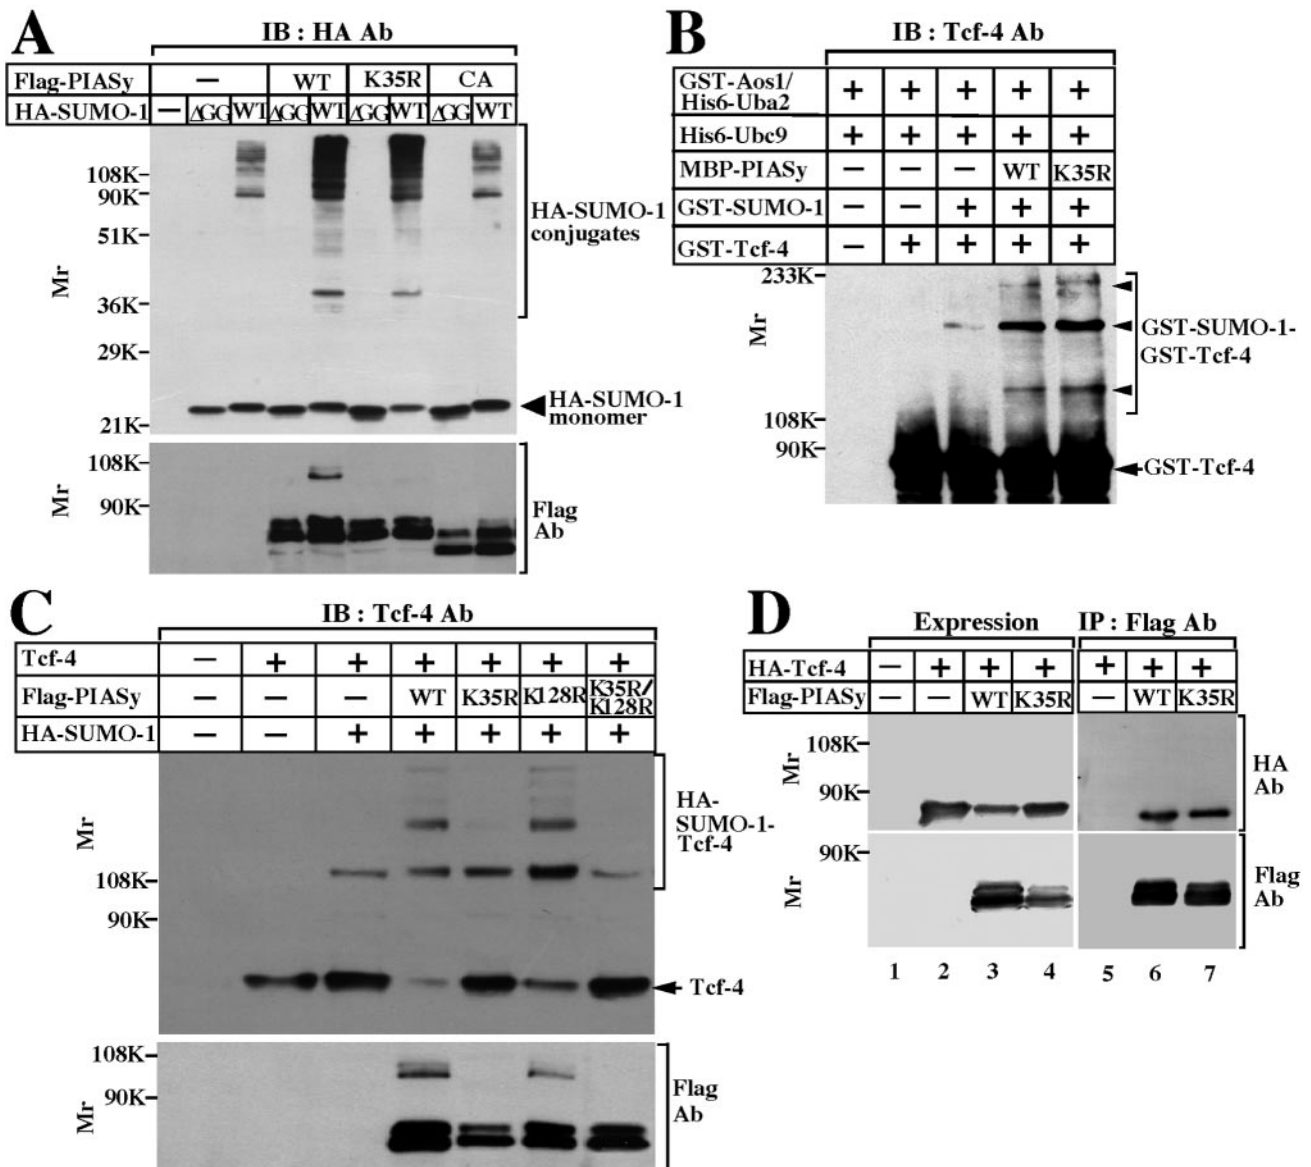 A
IB : HA Ab
Flag-PIASy – WT K35R CA
HA-SUMO-1 – ΔGG WT ΔGG WT ΔGG WT ΔGG WT
108K
90K
51K
36K
29K
21K
Mr
HA-SUMO-1
conjugates
HA-SUMO-1
monomer
108K
90K
Mr
Flag
Ab
B
IB : Tcf-4 Ab
GST-Aos1/
His6-Uba2 + + + + +
His6-Ubc9 + + + + +
MBP-PIASy – – – WT K35R
GST-SUMO-1 – – + + +
GST-Tcf-4 – + + + +
233K
108K
90K
Mr
GST-SUMO-1-
GST-Tcf-4
GST-Tcf-4
C
IB : Tcf-4 Ab
Tcf-4 – + + + + + +
Flag-PIASy – – – WT K35R K128R K35R/
K128R
HA-SUMO-1 – – + + + + +
108K
90K
Mr
HA-
SUMO-1-
Tcf-4
Tcf-4
108K
90K
Mr
Flag
Ab
D
Expression IP : Flag Ab
HA-Tcf-4 – + + + + + +
Flag-PIASy – – WT K35R – WT K35R
108K
90K
Mr
HA
Ab
90K
Mr
Flag
Ab
1 2 3 4 5 6 7